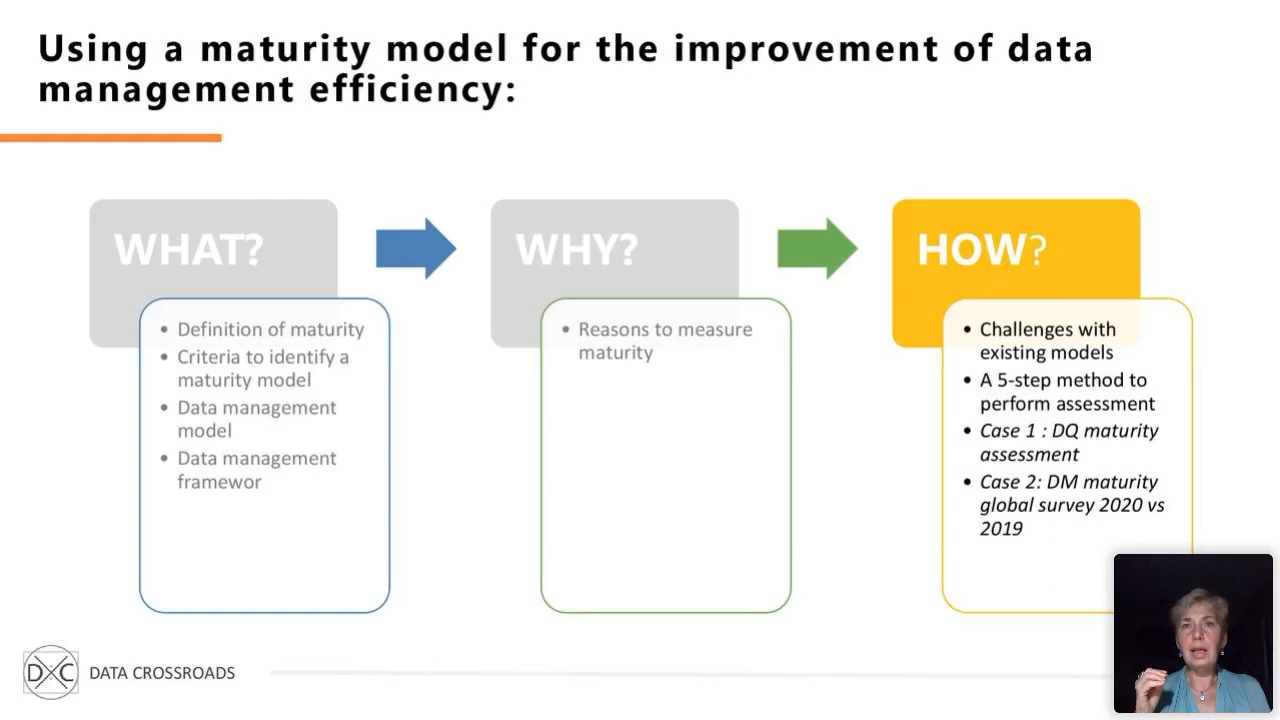 Using a maturity model for the improvement of data
management efficiency:
WHAT?
• Definition of maturity
• Criteria to identify a
maturity model
• Data management
model
• Data management
framewor
WHY?
• Reasons to measure
maturity
HOW?
• Challenges with
existing models
• A 5-step method to
perform assessment
• Case 1 : DQ maturity
assessment
• Case 2: DM maturity
global survey 2020 vs
2019
DXC
DATA CROSSROADS